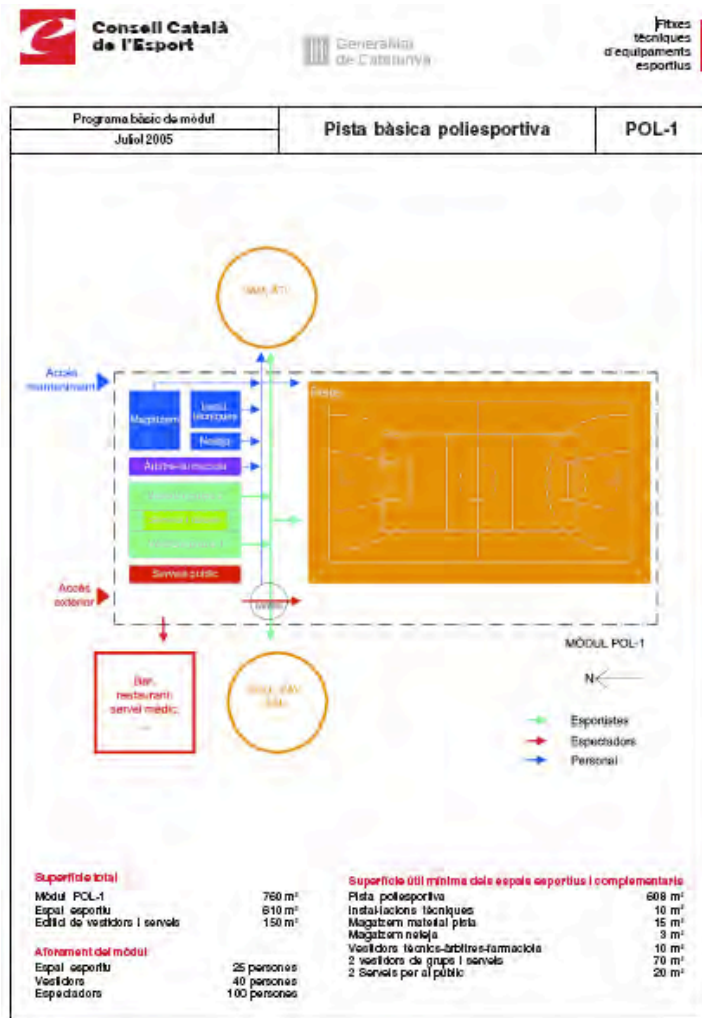 Consell Català
de l'Esport
Generalitat
de Catalunya
Fitxes
tècniques
d'equipaments
esportius
Programa bàsic de mòdul
Juliol 2005
Pista bàsica poliesportiva
POL-1
Accés
manteniment
Magatzem
tècniques
Neteja
Pista
Serveis públic
Accés
exterior
Bar,
restaurant,
servei mèdic,
...
MÒDUL POL-1
N
Esportistes
Espectadors
Personal
Superfície total
Mòdul POL-1 760 m²
Espai esportiu 610 m²
Edifici de vestidors i serveis 150 m²
Aforament del mòdul
Espai esportiu 25 persones
Vestidors 40 persones
Espectadors 100 persones
Superfície útil mínima dels espais esportius i complementaris
Pista poliesportiva 608 m²
Instal·lacions tècniques 10 m²
Magatzem material pista 15 m²
Magatzem neteja 3 m²
Vestidors tècnics-àrbitres-farmaciola 10 m²
2 vestidors de grups i serveis 70 m²
2 Serveis per al públic 20 m²